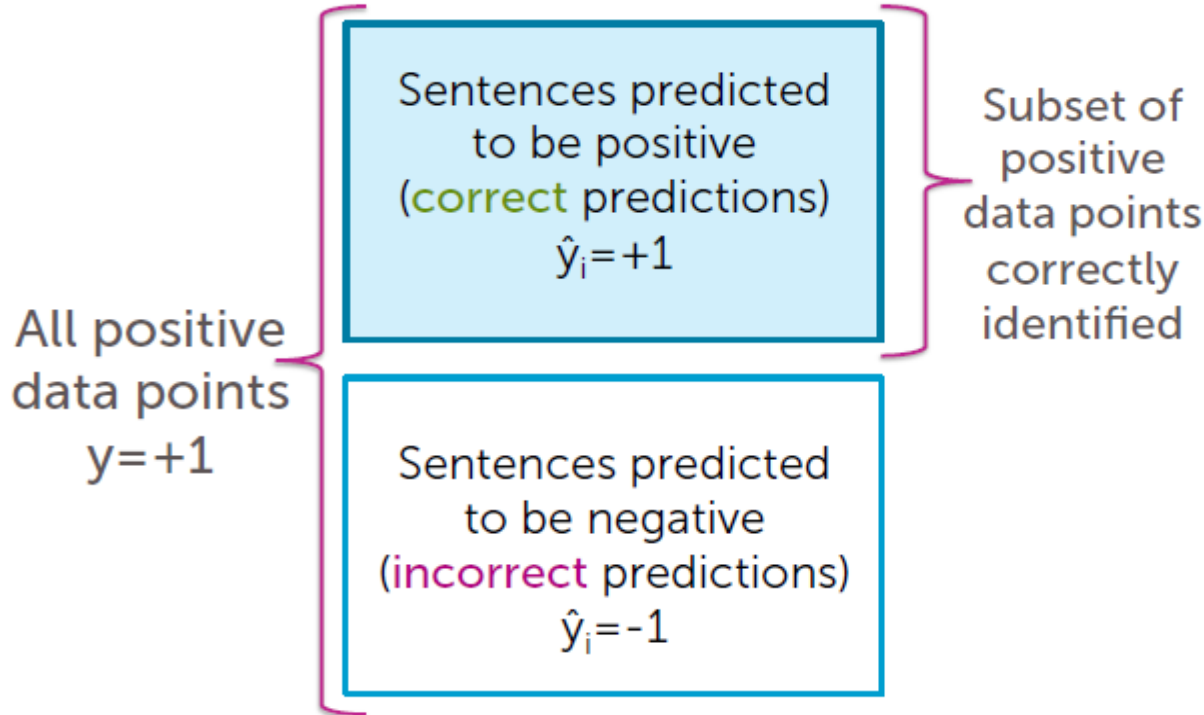 All positive
data points
y=+1
Sentences predicted
to be positive
(correct predictions)
ŷᵢ=+1
Sentences predicted
to be negative
(incorrect predictions)
ŷᵢ=-1
Subset of
positive
data points
correctly
identified